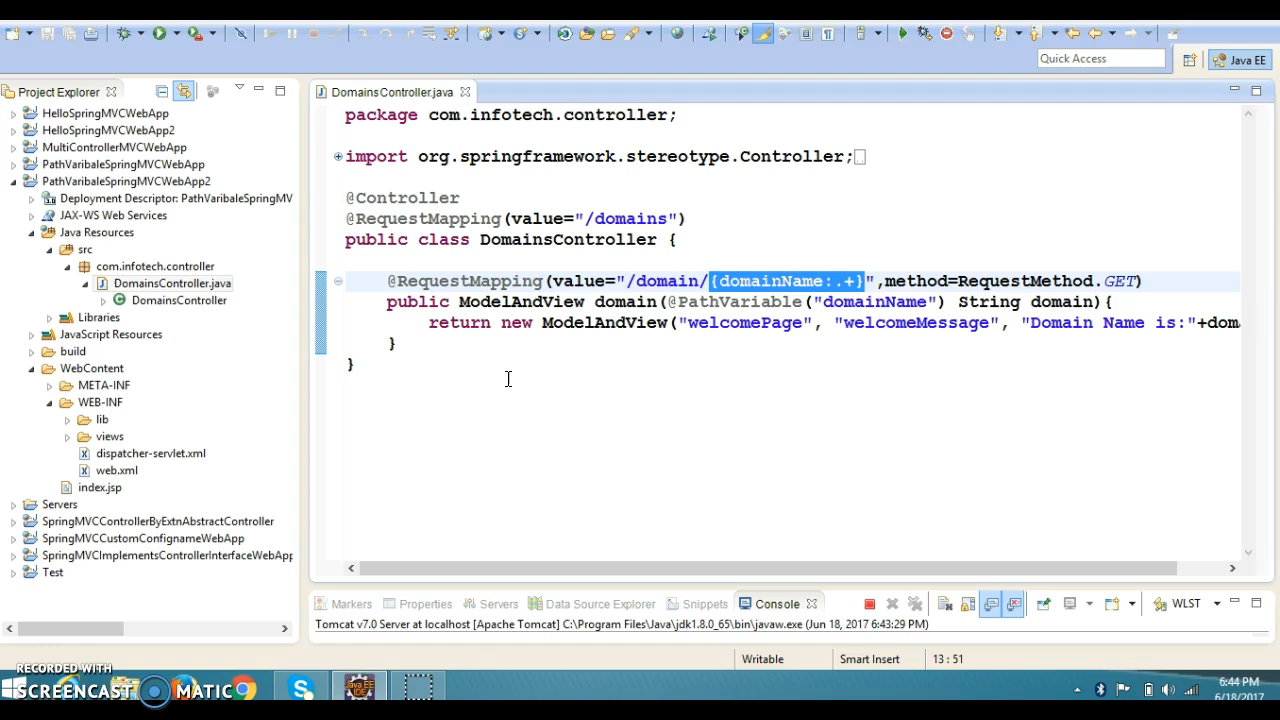 Quick Access
Java EE
Project Explorer
DomainsController.java
HelloSpringMVCWebApp
HelloSpringMVCWebApp2
MultiControllerMVCWebApp
PathVaribaleSpringMVCWebApp
PathVaribaleSpringMVCWebApp2
Deployment Descriptor: PathVaribaleSpringMV
JAX-WS Web Services
Java Resources
src
com.infotech.controller
DomainsController.java
DomainsController
Libraries
JavaScript Resources
build
WebContent
META-INF
WEB-INF
lib
views
dispatcher-servlet.xml
web.xml
index.jsp
Servers
SpringMVCControllerByExtnAbstractController
SpringMVCCustomConfignameWebApp
SpringMVCImplementsControllerInterfaceWebApp
Test
package com.infotech.controller;
import org.springframework.stereotype.Controller;
@Controller
@RequestMapping(value="/domains")
public class DomainsController {
@RequestMapping(value="/domain/{domainName:.+}",method=RequestMethod.GET)
public ModelAndView domain(@PathVariable("domainName") String domain){
return new ModelAndView("welcomePage", "welcomeMessage", "Domain Name is:"+dom
}
}
Markers Properties Servers Data Source Explorer Snippets Console WLST
Tomcat v7.0 Server at localhost [Apache Tomcat] C:\Program Files\Java\jdk1.8.0_65\bin\javaw.exe (Jun 18, 2017 6:43:29 PM)
Writable Smart Insert 13 : 51
RECORDED WITH
SCREENCAST MATIC
Java EE
IDE
6:44 PM
6/18/2017